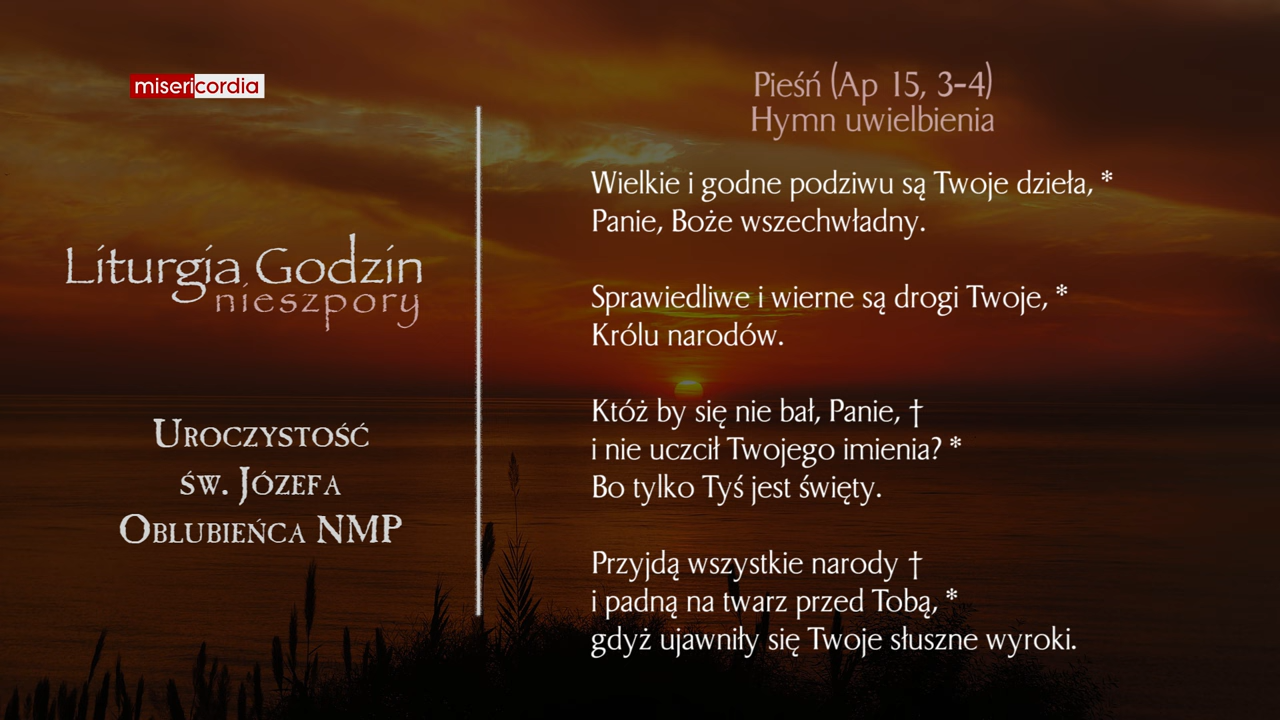 misericordia
Liturgia Godzin
nieszpory
Uroczystość
św. Józefa
Oblubieńca NMP
Pieśń (Ap 15, 3-4)
Hymn uwielbienia
Wielkie i godne podziwu są Twoje dzieła, *
Panie, Boże wszechwładny.
Sprawiedliwe i wierne są drogi Twoje, *
Królu narodów.
Któż by się nie bał, Panie, †
i nie uczcił Twojego imienia? *
Bo tylko Tyś jest święty.
Przyjdą wszystkie narody †
i padną na twarz przed Tobą, *
gdyż ujawniły się Twoje słuszne wyroki.